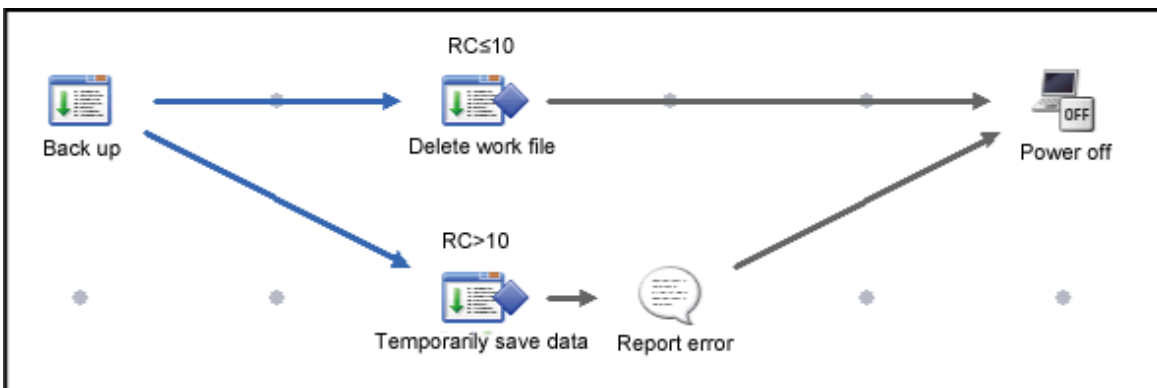 RC≤10
Back up
Delete work file
OFF
Power off
RC>10
Temporarily save data
Report error